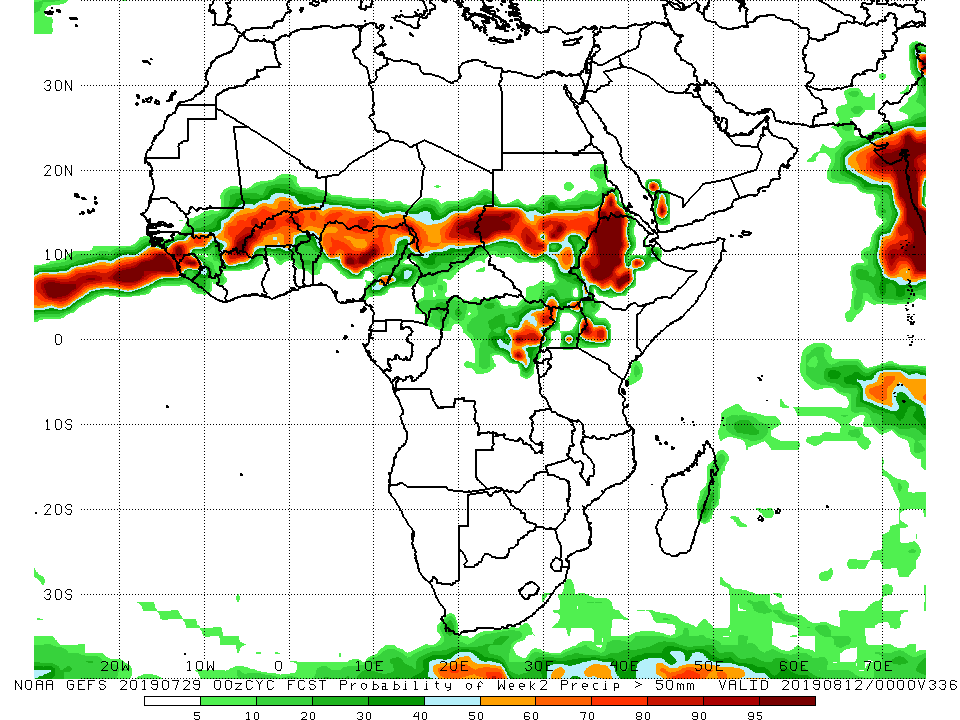 30N
20N
10N
0
10S
20S
30S
20W 10W 0 10E 20E 30E 40E 50E 60E 70E
NOAA GEFS 20190729 00zCYC FCST Probability of Week2 Precip > 50mm VALID 20190812/0000V336
5 10 20 30 40 50 60 70 80 90 95